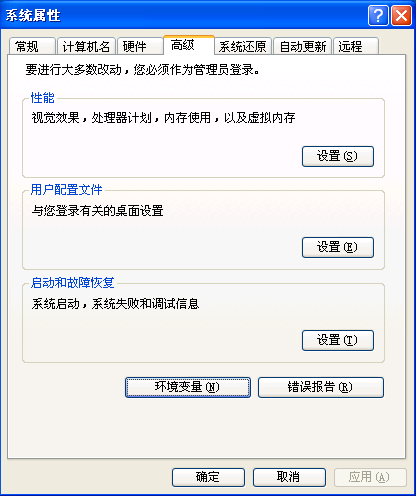 系统属性
常规 计算机名 硬件 高级 系统还原 自动更新 远程
要进行大多数改动，您必须作为管理员登录。
性能
视觉效果，处理器计划，内存使用，以及虚拟内存
设置(S)
用户配置文件
与您登录有关的桌面设置
设置(E)
启动和故障恢复
系统启动，系统失败和调试信息
设置(T)
环境变量(N) 错误报告(R)
确定 取消 应用(A)